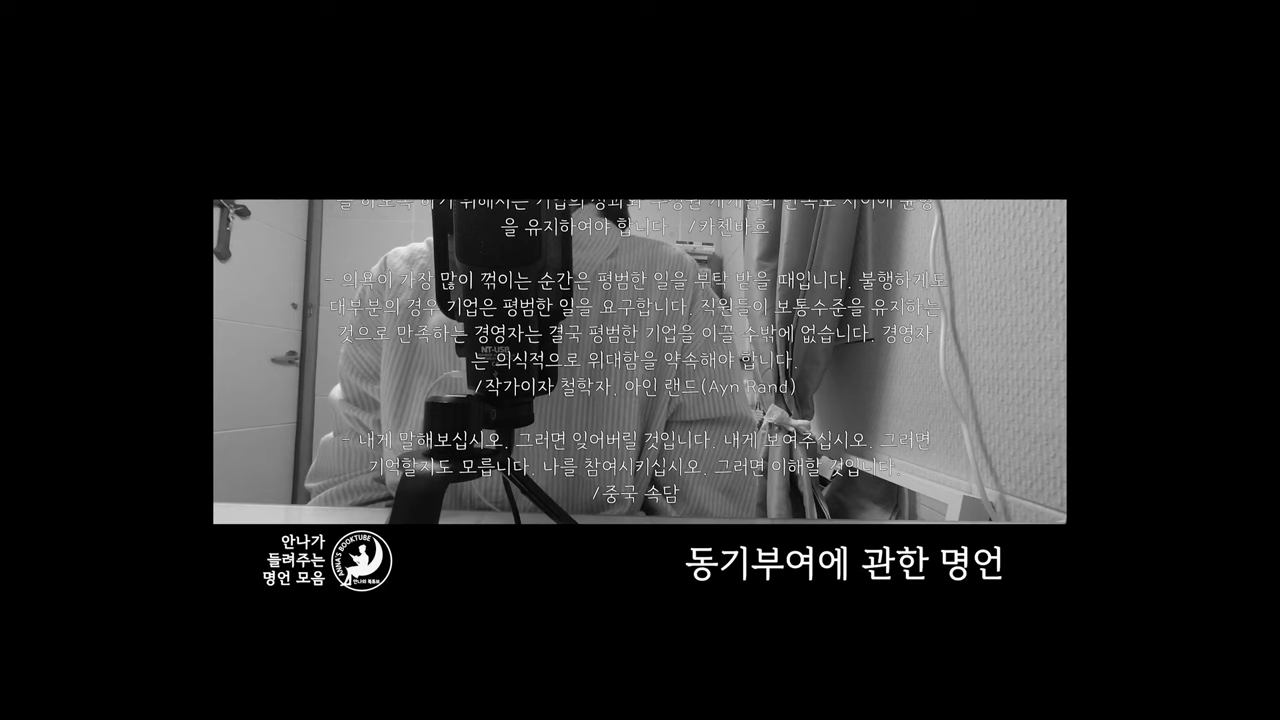 을 유지하여야 합니다. /카첸바흐
- 의욕이 가장 많이 꺾이는 순간은 평범한 일을 부탁 받을 때입니다. 불행하게도
대부분의 경우 기업은 평범한 일을 요구합니다. 직원들이 보통수준을 유지하는
것으로 만족하는 경영자는 결국 평범한 기업을 이끌 수밖에 없습니다. 경영자
는 의식적으로 위대함을 약속해야 합니다.
/작가이자 철학자, 아인 랜드(Ayn Rand)
- 내게 말해보십시오. 그러면 잊어버릴 것입니다. 내게 보여주십시오. 그러면
기억할지도 모릅니다. 나를 참여시키십시오. 그러면 이해할 것입니다.
/중국 속담
NT-USB
안나가
들려주는
명언 모음
ANNA'S BOOKTUBE
안나의 북튜브
동기부여에 관한 명언